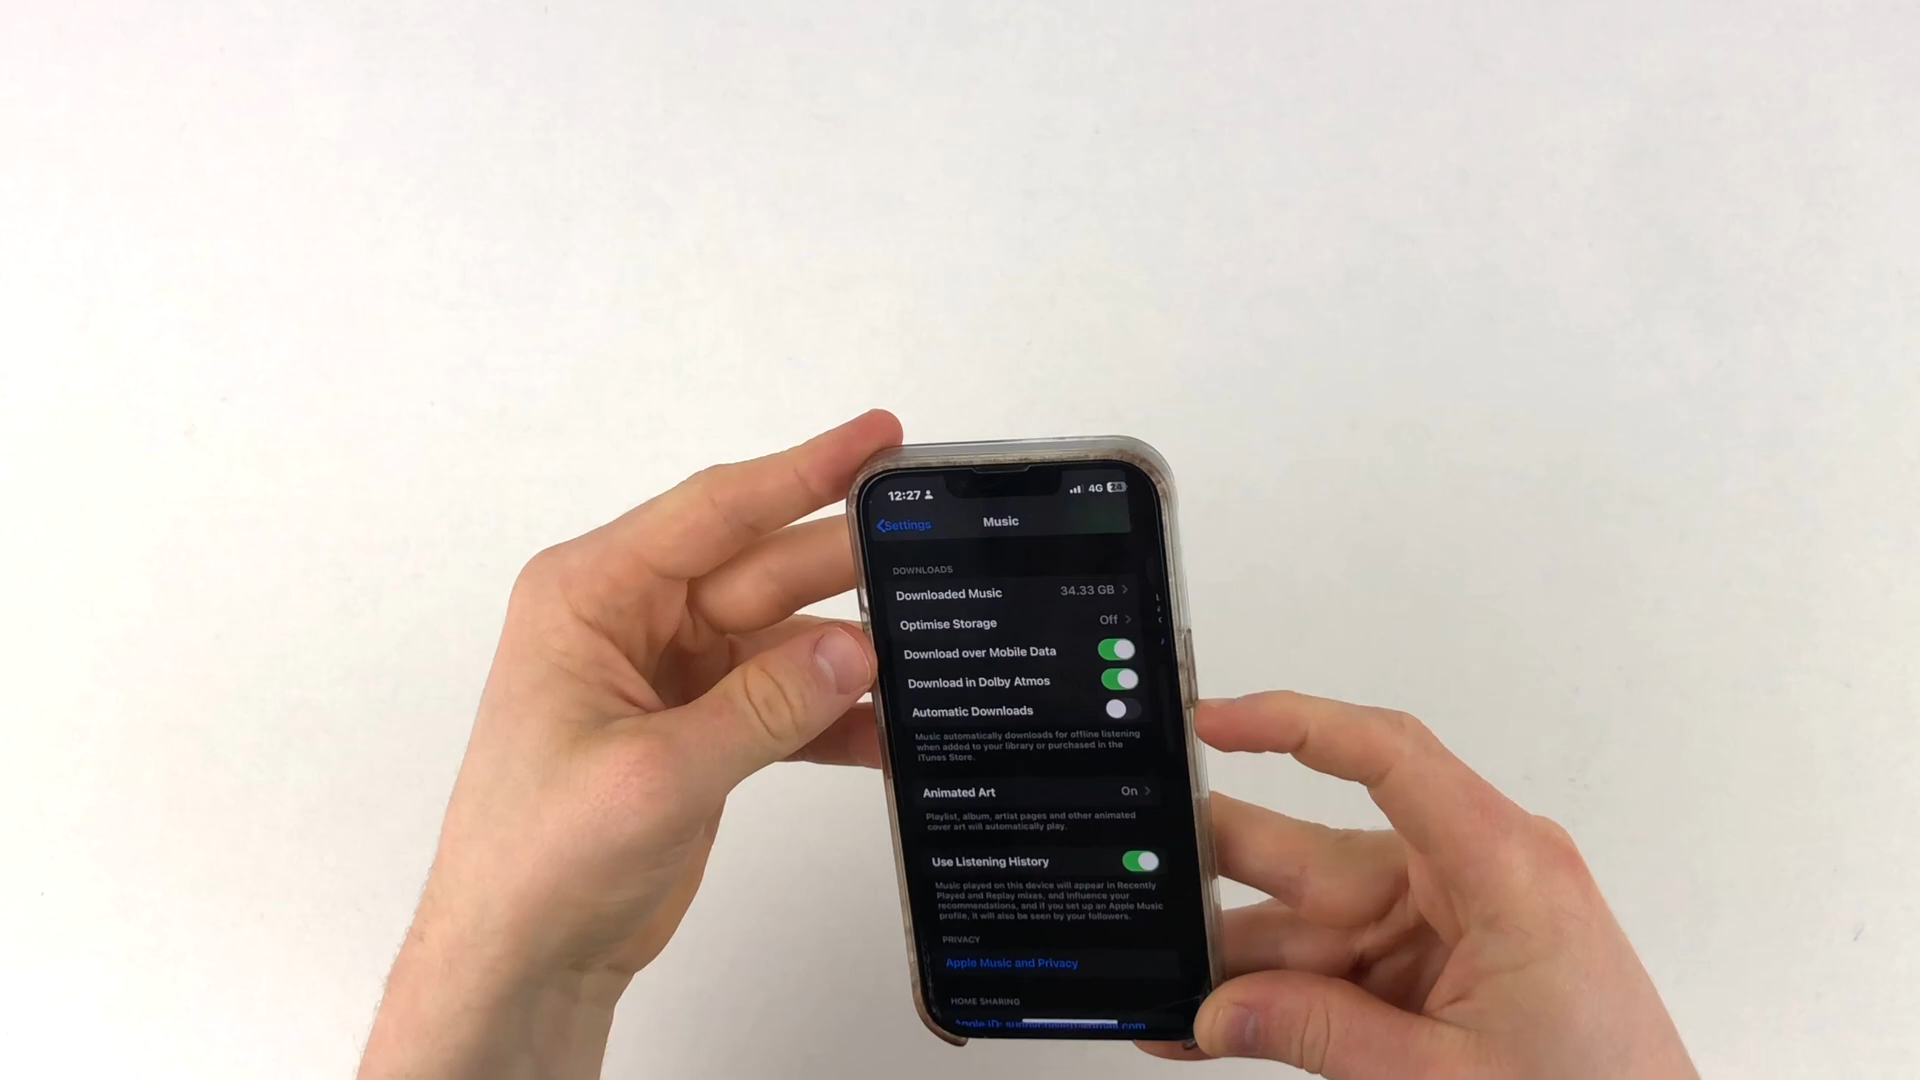 12:27
4G 24
Settings
Music
DOWNLOADS
Downloaded Music 34.33 GB
Optimise Storage Off
Download over Mobile Data
Download in Dolby Atmos
Automatic Downloads
Music automatically downloads for offline listening
when added to your library or purchased in the
iTunes Store.
Animated Art On
Playlist, album, artist pages and other animated
cover art will automatically play.
Use Listening History
Music played on this device will appear in Recently
Played and Replay mixes, and influence your
recommendations, and if you set up an Apple Music
profile, it will also be seen by your followers.
PRIVACY
Apple Music and Privacy
HOME SHARING
Apple ID: